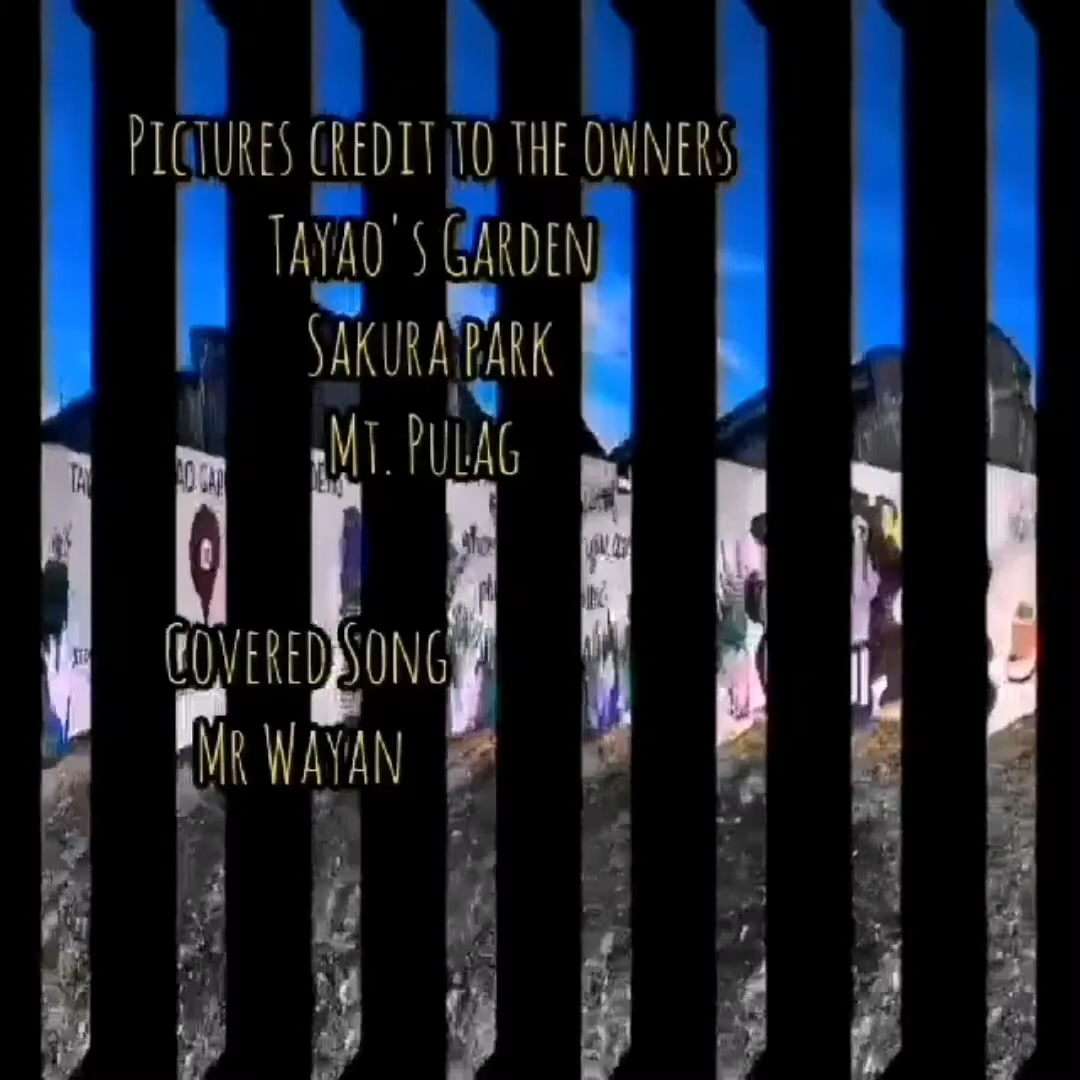 Pictures credit to the owners
Tayao's Garden
Sakura park
Mt. Pulag
Covered Song
Mr Wayan